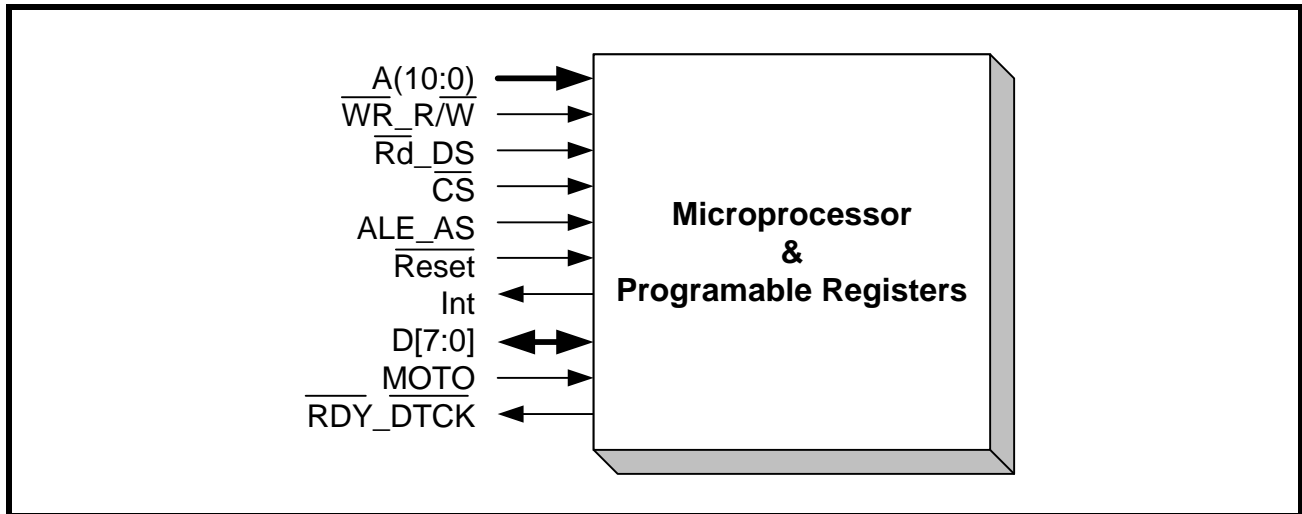 A(10:0)
WR_R/W
Rd_DS
CS
ALE_AS
Reset
Int
D[7:0]
MOTO
RDY_DTCK
Microprocessor
&
Programable Registers